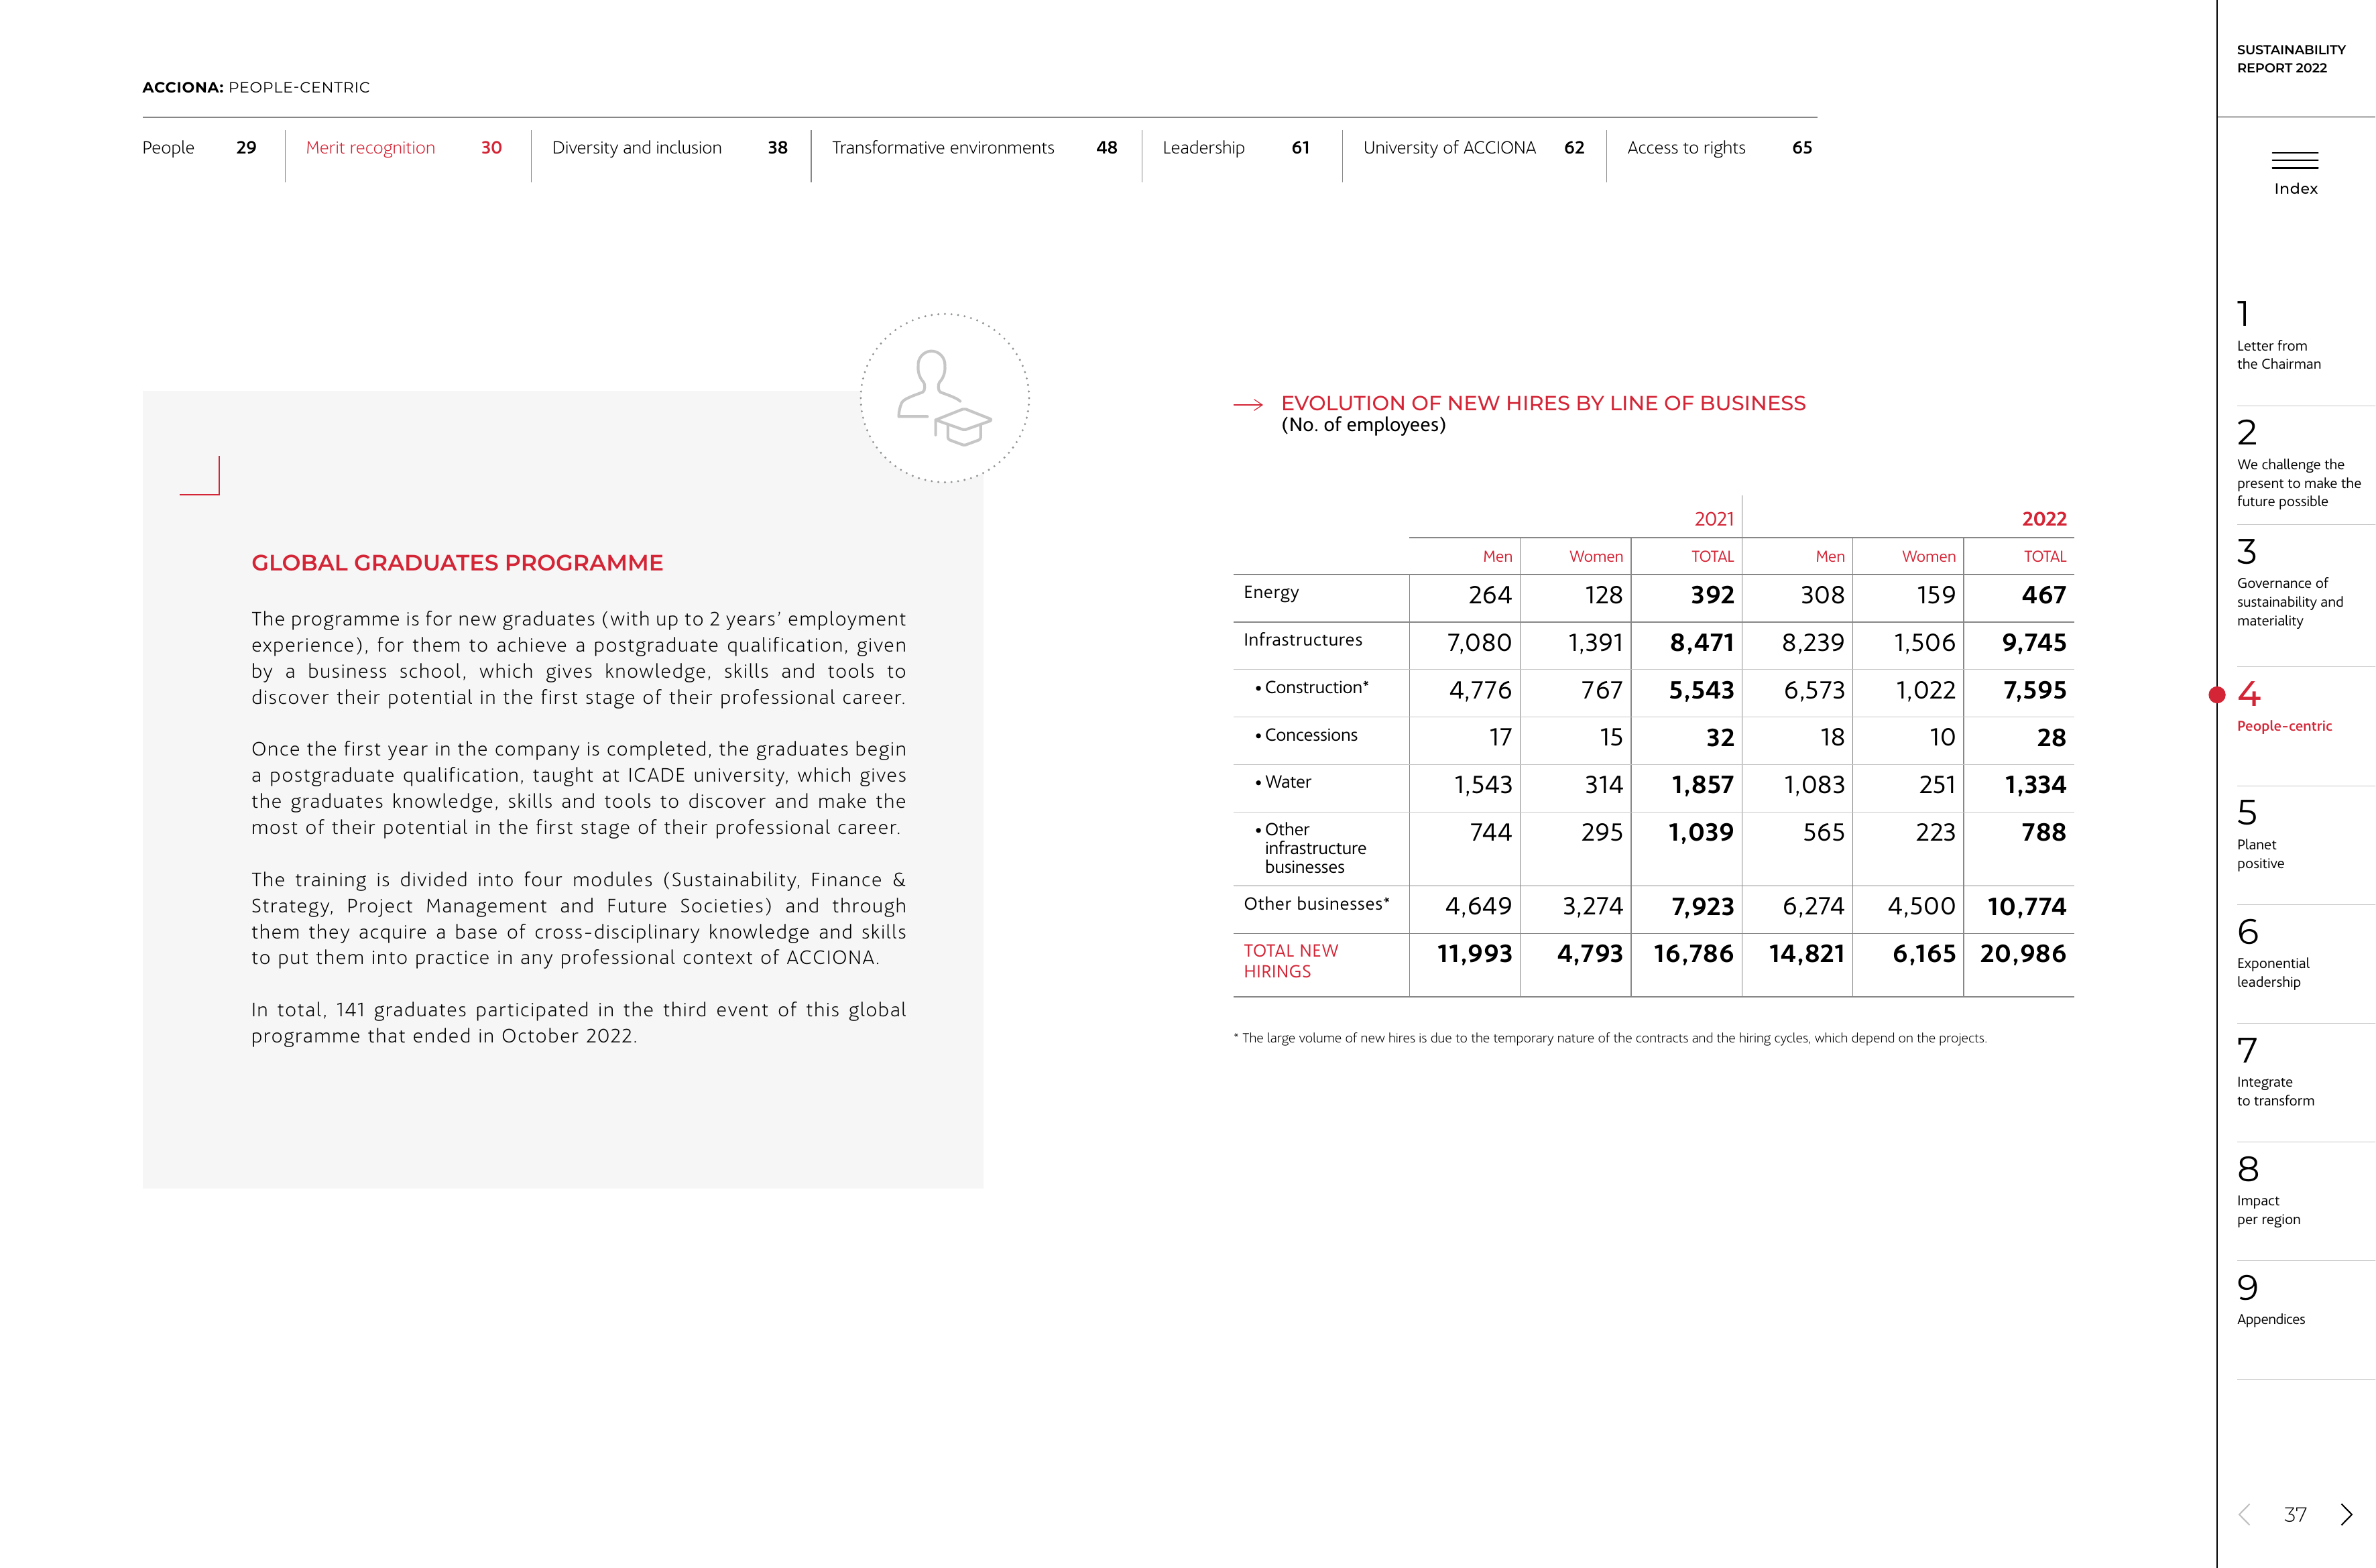 ACCIONA: PEOPLE-CENTRIC
People 29 Merit recognition 30 Diversity and inclusion 38 Transformative environments 48 Leadership 61 University of ACCIONA 62 Access to rights 65
GLOBAL GRADUATES PROGRAMME
The programme is for new graduates (with up to 2 years’ employment
experience), for them to achieve a postgraduate qualification, given
by a business school, which gives knowledge, skills and tools to
discover their potential in the first stage of their professional career.
Once the first year in the company is completed, the graduates begin
a postgraduate qualification, taught at ICADE university, which gives
the graduates knowledge, skills and tools to discover and make the
most of their potential in the first stage of their professional career.
The training is divided into four modules (Sustainability, Finance &
Strategy, Project Management and Future Societies) and through
them they acquire a base of cross-disciplinary knowledge and skills
to put them into practice in any professional context of ACCIONA.
In total, 141 graduates participated in the third event of this global
programme that ended in October 2022.
EVOLUTION OF NEW HIRES BY LINE OF BUSINESS
(No. of employees)
2021 2022
Men Women TOTAL Men Women TOTAL
Energy 264 128 392 308 159 467
Infrastructures 7,080 1,391 8,471 8,239 1,506 9,745
• Construction* 4,776 767 5,543 6,573 1,022 7,595
• Concessions 17 15 32 18 10 28
• Water 1,543 314 1,857 1,083 251 1,334
• Other 744 295 1,039 565 223 788
infrastructure
businesses
Other businesses* 4,649 3,274 7,923 6,274 4,500 10,774
TOTAL NEW 11,993 4,793 16,786 14,821 6,165 20,986
HIRINGS
* The large volume of new hires is due to the temporary nature of the contracts and the hiring cycles, which depend on the projects.
SUSTAINABILITY
REPORT 2022
Index
1
Letter from
the Chairman
2
We challenge the
present to make the
future possible
3
Governance of
sustainability and
materiality
4
People-centric
5
Planet
positive
6
Exponential
leadership
7
Integrate
to transform
8
Impact
per region
9
Appendices
37